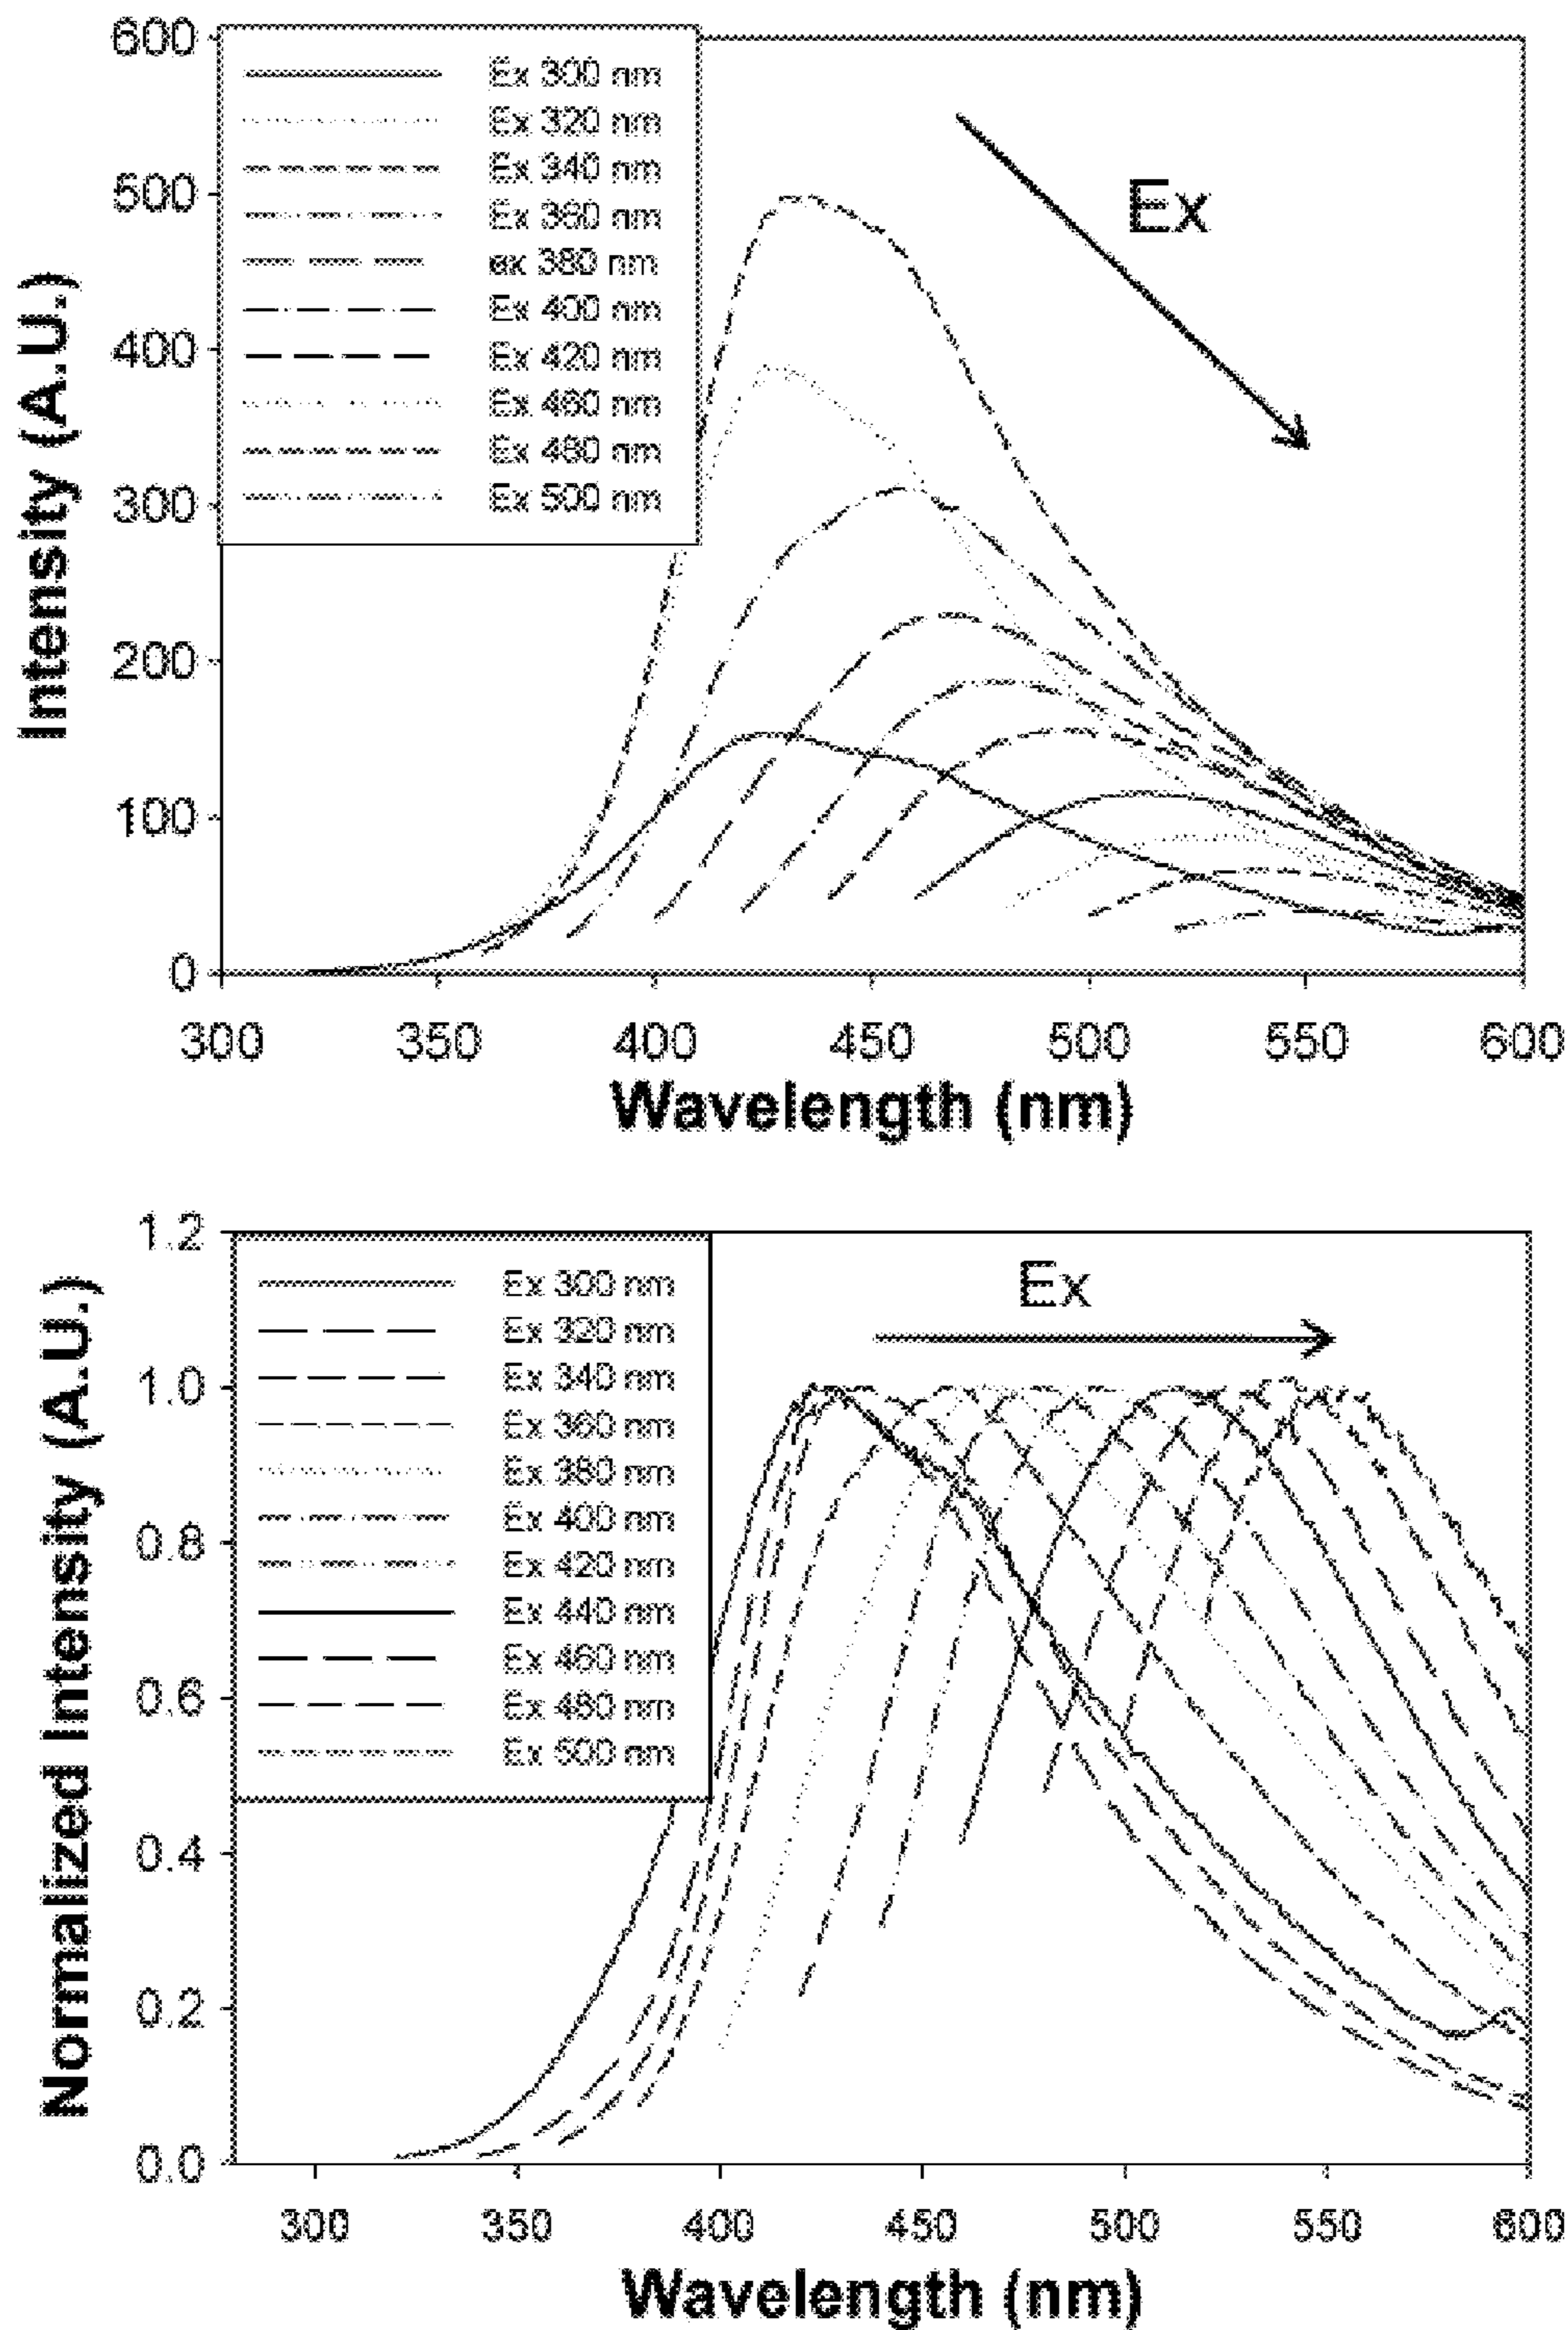 600
500
400
300
200
100
0
Intensity (A.U.)
Ex 300 nm
Ex 320 nm
Ex 340 nm
Ex 360 nm
ex 380 nm
Ex 400 nm
Ex 420 nm
Ex 460 nm
Ex 480 nm
Ex 500 nm
Ex
300 350 400 450 500 550 600
Wavelength (nm)
1.2
1.0
0.8
0.6
0.4
0.2
0.0
Normalized Intensity (A.U.)
Ex 300 nm
Ex 320 nm
Ex 340 nm
Ex 360 nm
Ex 380 nm
Ex 400 nm
Ex 420 nm
Ex 440 nm
Ex 460 nm
Ex 480 nm
Ex 500 nm
Ex
300 350 400 450 500 550 600
Wavelength (nm)